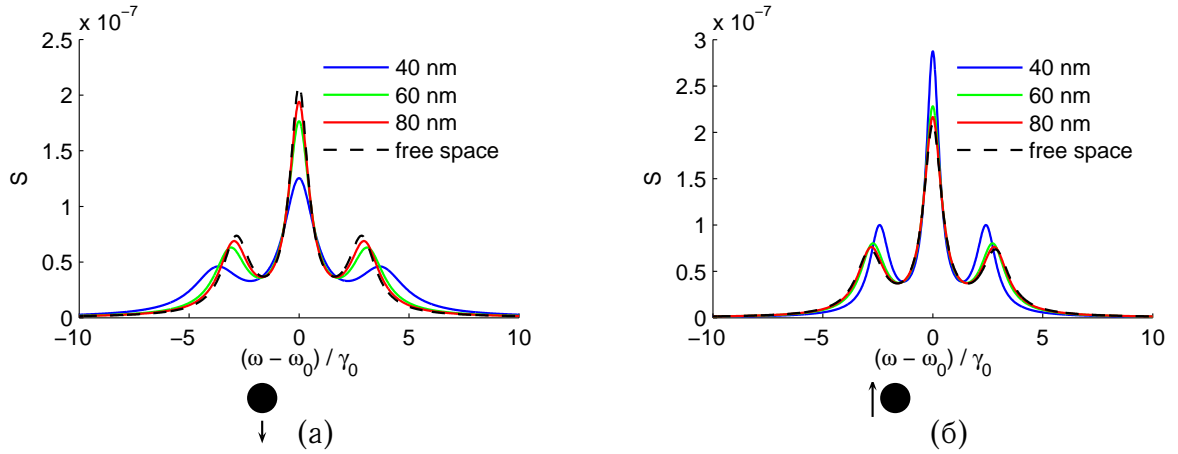 x 10⁻⁷
2.5
2
1.5
1
0.5
0
S
40 nm
60 nm
80 nm
free space
−10
−5
0
5
10
(ω − ω₀) / γ₀
(а)
x 10⁻⁷
3
2.5
2
1.5
1
0.5
0
S
40 nm
60 nm
80 nm
free space
−10
−5
0
5
10
(ω − ω₀) / γ₀
(б)